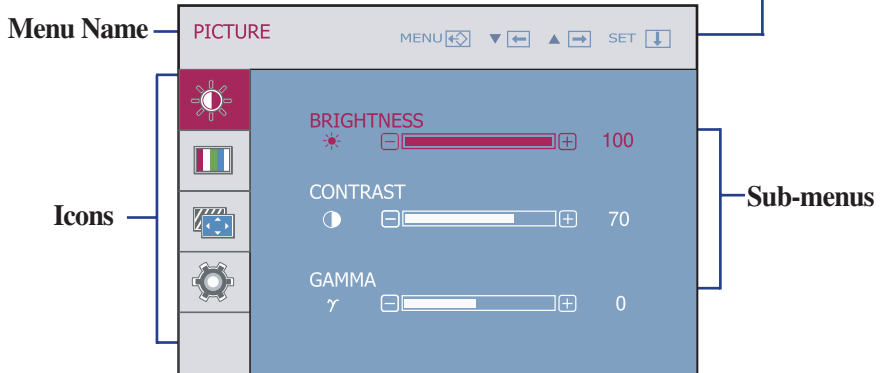 Menu Name
PICTURE
MENU ▼ ▲ SET
BRIGHTNESS
100
CONTRAST
70
GAMMA
γ 0
Icons
Sub-menus